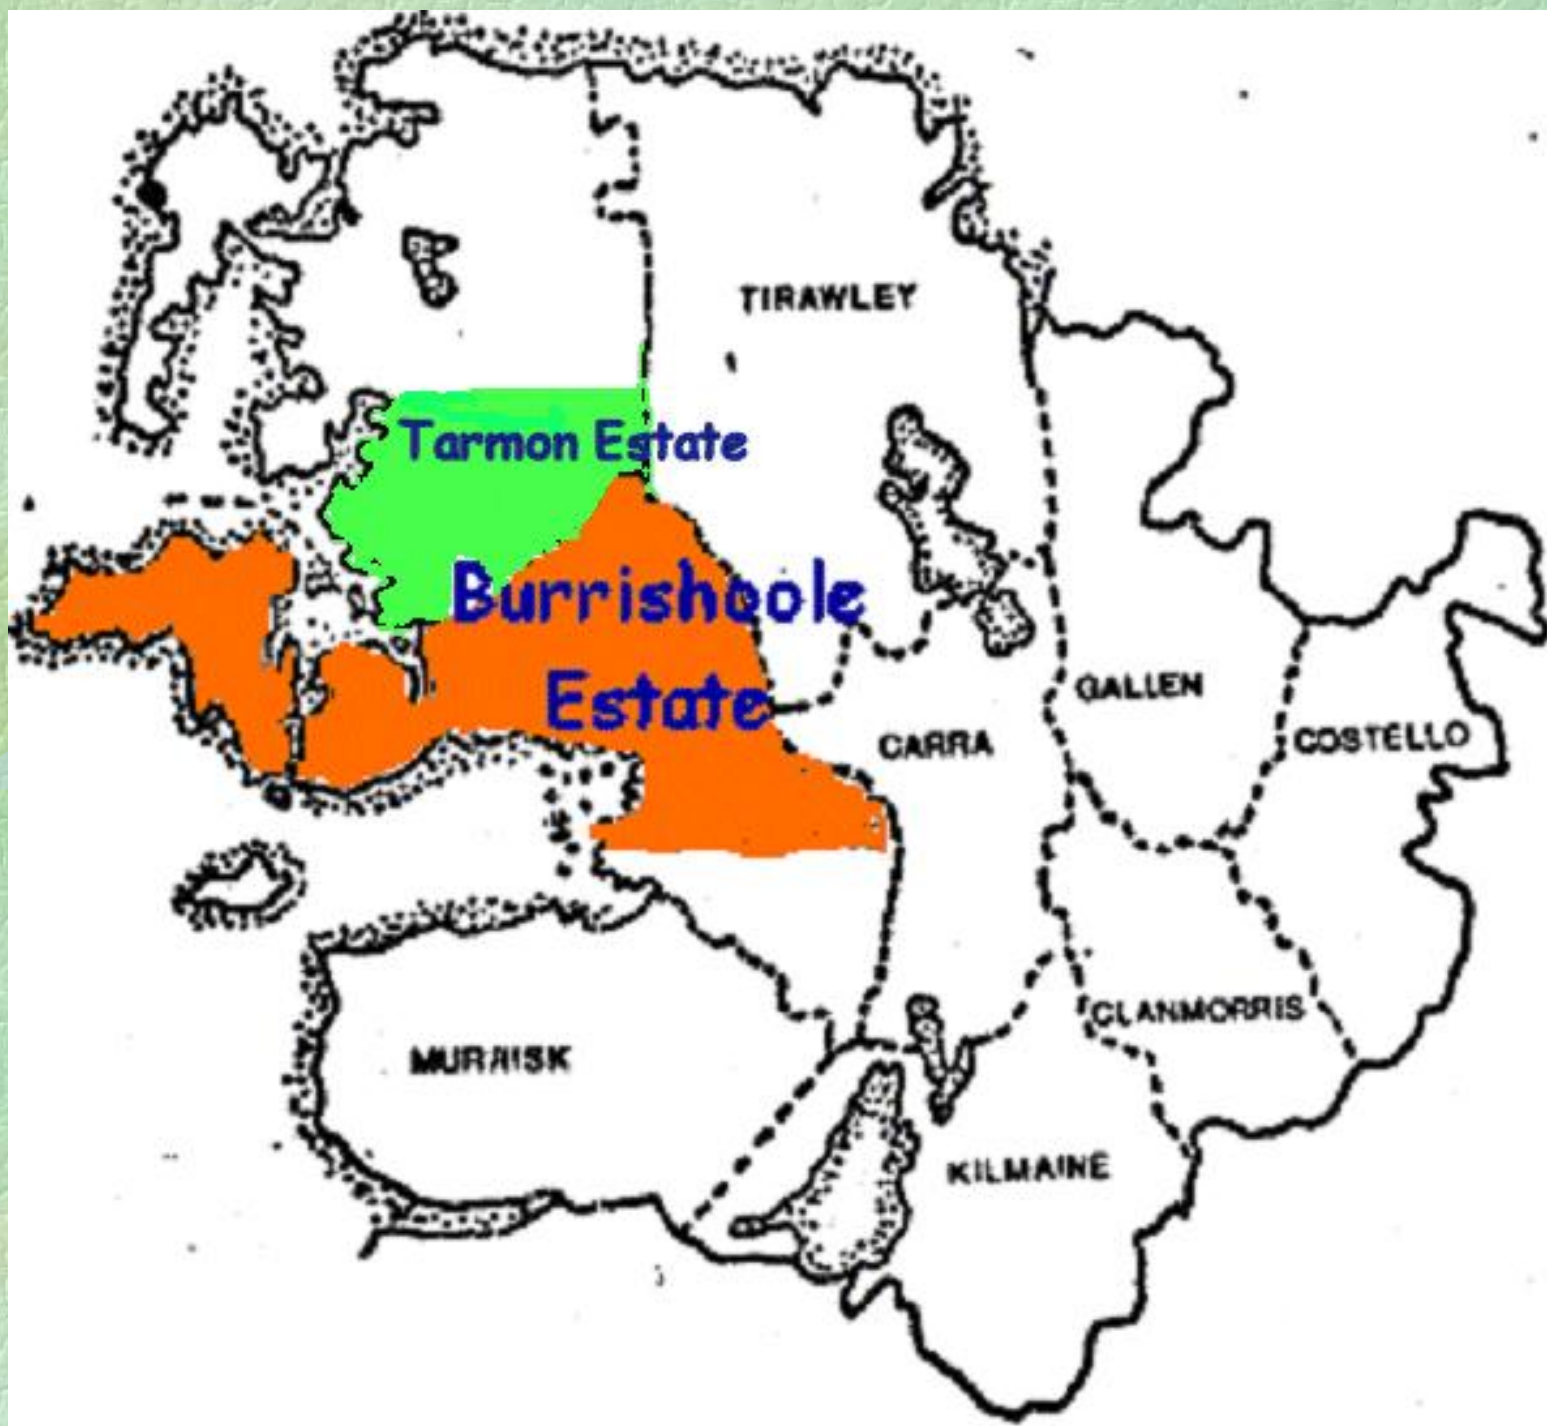 TIRAWLEY
Tarmon Estate
Burrishoole
Estate
GALLEN
CARRA
COSTELLO
CLANMORRIS
MURRISK
KILMAINE